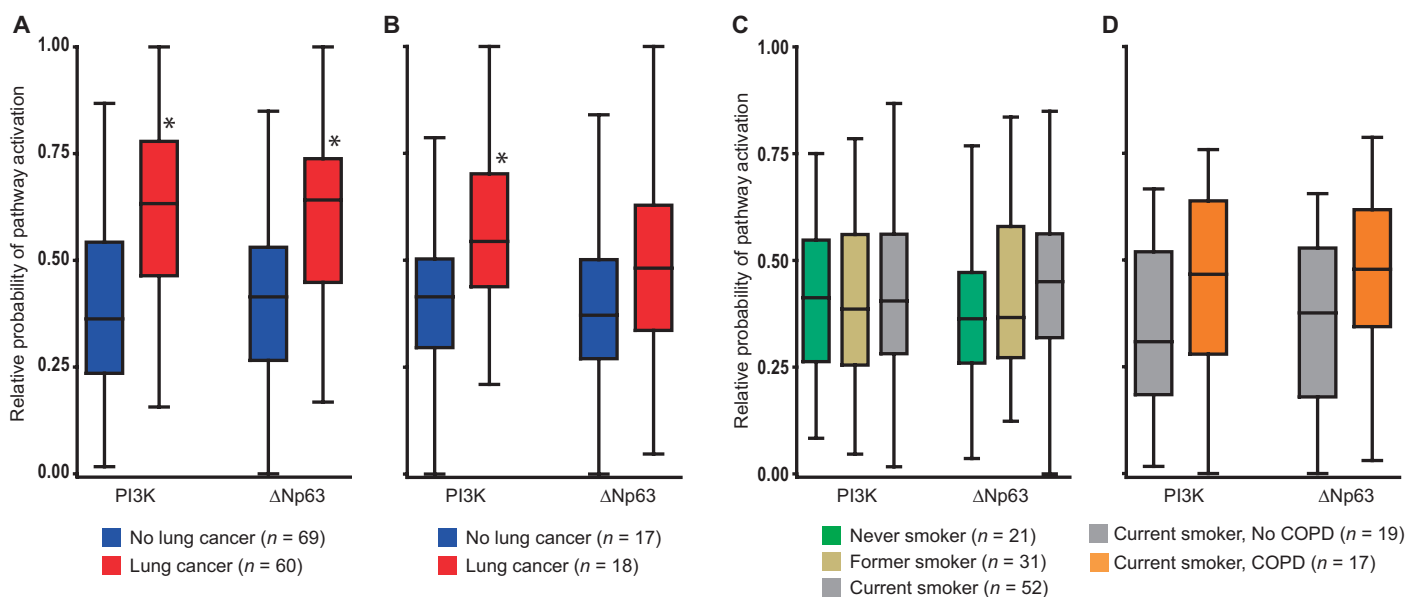 A
B
C
D
Relative probability of pathway activation
1.00
0.75
0.50
0.25
0.00
*
*
*
PI3K
ΔNp63
PI3K
ΔNp63
No lung cancer (n = 69)
Lung cancer (n = 60)
No lung cancer (n = 17)
Lung cancer (n = 18)
Relative probability of pathway activation
1.00
0.75
0.50
0.25
0.00
PI3K
ΔNp63
PI3K
ΔNp63
Never smoker (n = 21)
Former smoker (n = 31)
Current smoker (n = 52)
Current smoker, No COPD (n = 19)
Current smoker, COPD (n = 17)